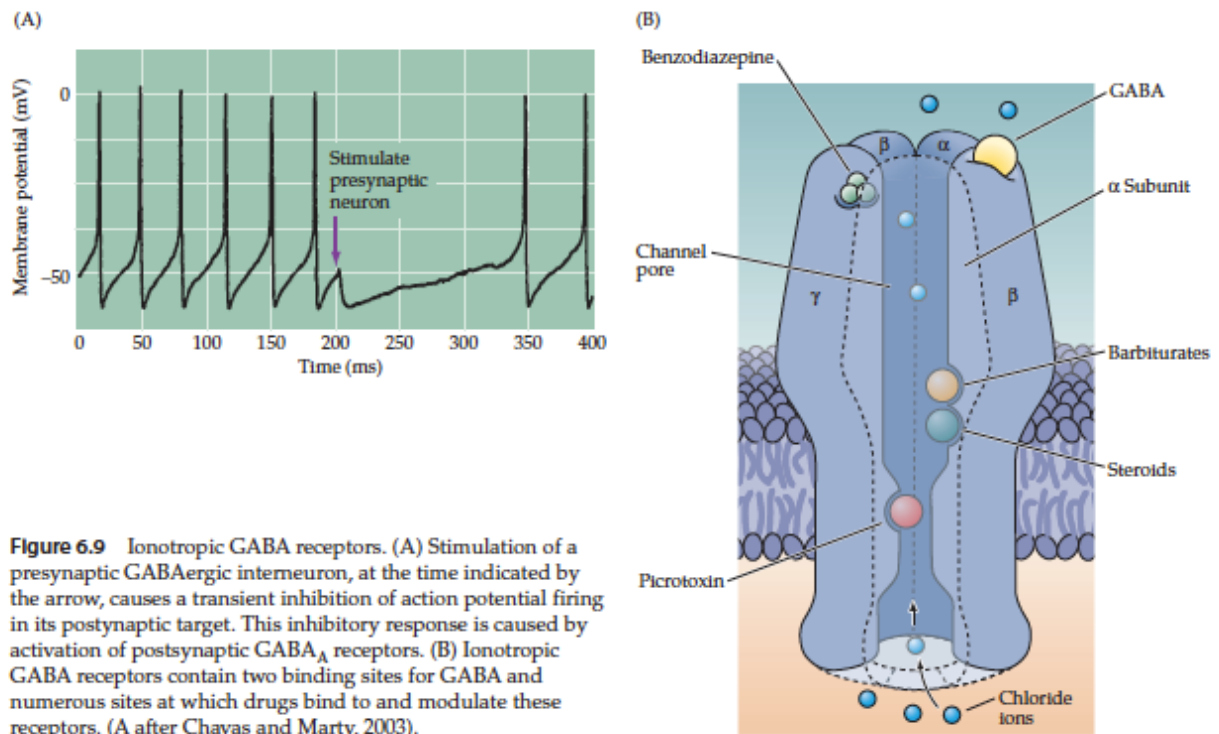 (A)
0
−50
Membrane potential (mV)
Stimulate
presynaptic
neuron
0 50 100 150 200 250 300 350 400
Time (ms)
(B)
Benzodiazepine
GABA
β
α
α Subunit
Channel
pore
γ
β
Barbiturates
Steroids
Picrotoxin
Chloride
ions
Figure 6.9 Ionotropic GABA receptors. (A) Stimulation of a
presynaptic GABAergic interneuron, at the time indicated by
the arrow, causes a transient inhibition of action potential firing
in its postynaptic target. This inhibitory response is caused by
activation of postsynaptic GABA_A receptors. (B) Ionotropic
GABA receptors contain two binding sites for GABA and
numerous sites at which drugs bind to and modulate these
receptors. (A after Chavas and Marty, 2003).